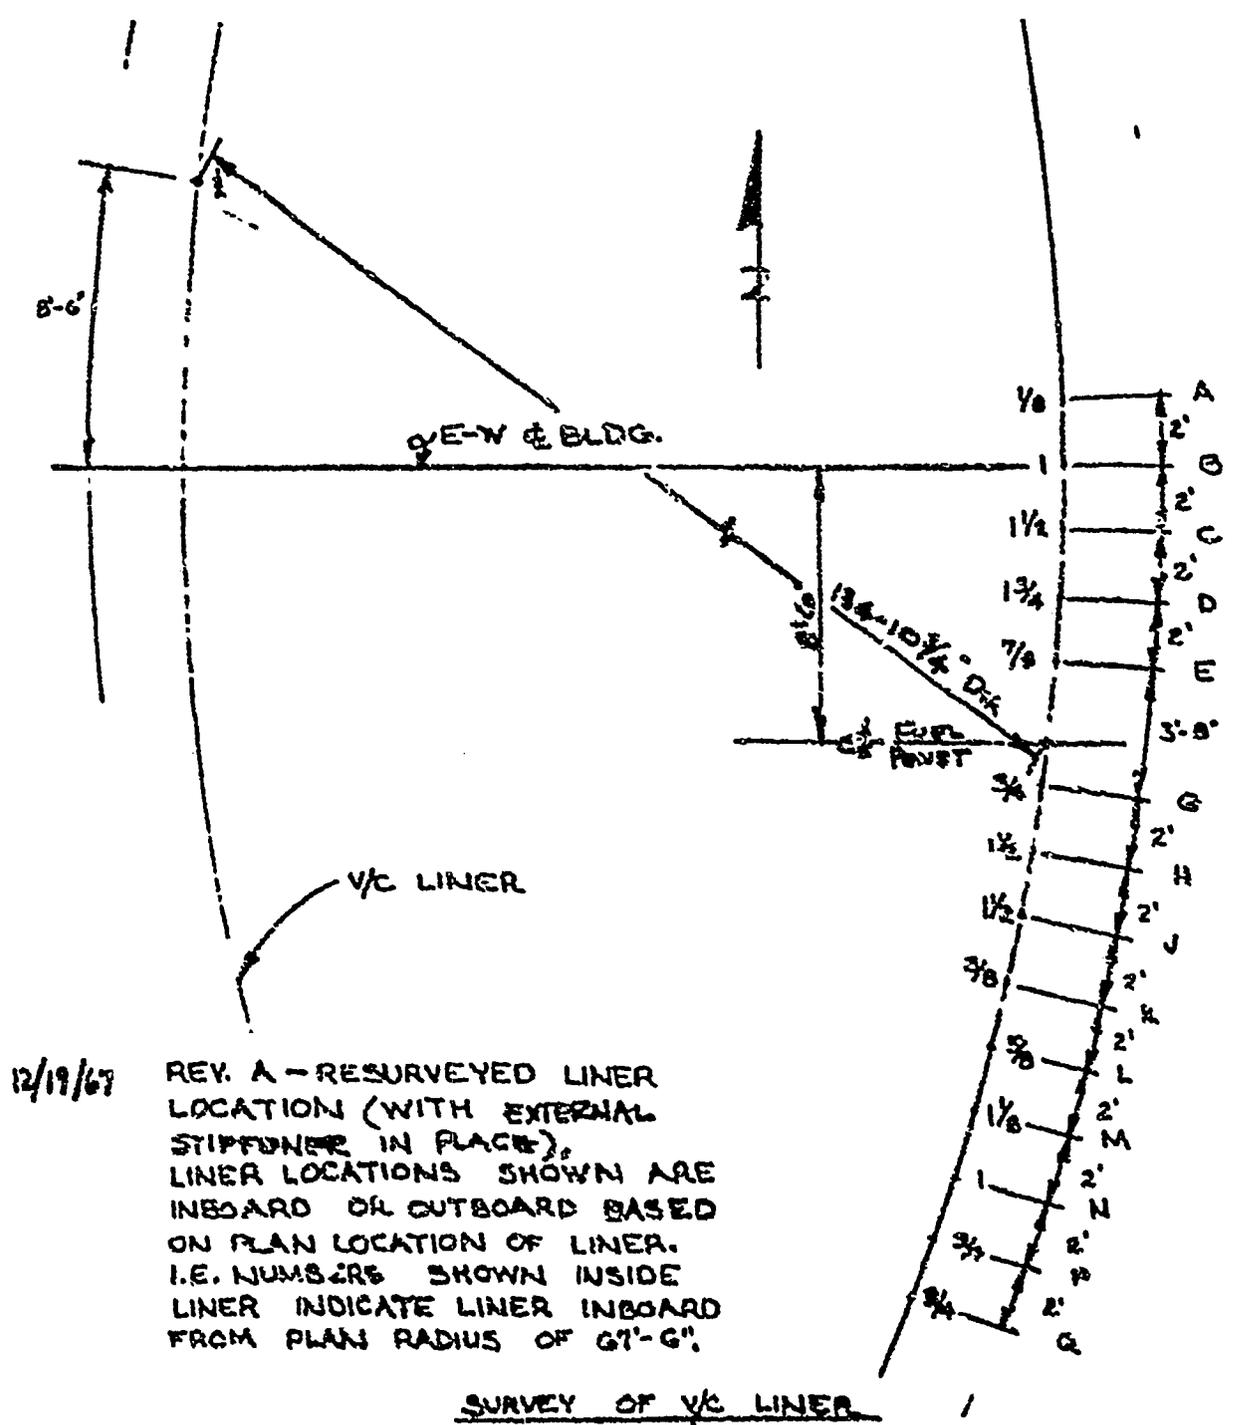 8'-6"
N
E-W ℄ BLDG.
1/8 A
2'
1 B
2'
1 1/2 C
2'
1 3/4 D
2'
7/8 E
3'-8"
134'-10 3/4" DIA
℄ FUEL
3/4 G
2'
1 1/2 H
2'
1 1/2 J
2'
3/8 K
2'
5/8 L
2'
1 1/8 M
2'
1 N
2'
P
2'
3/4 Q
V/C LINER
12/19/67
REV. A - RESURVEYED LINER
LOCATION (WITH EXTERNAL
STIFFENER IN PLACE).
LINER LOCATIONS SHOWN ARE
INBOARD OR OUTBOARD BASED
ON PLAN LOCATION OF LINER.
I.E. NUMBERS SHOWN INSIDE
LINER INDICATE LINER INBOARD
FROM PLAN RADIUS OF 67'-6".
SURVEY OF V/C LINER